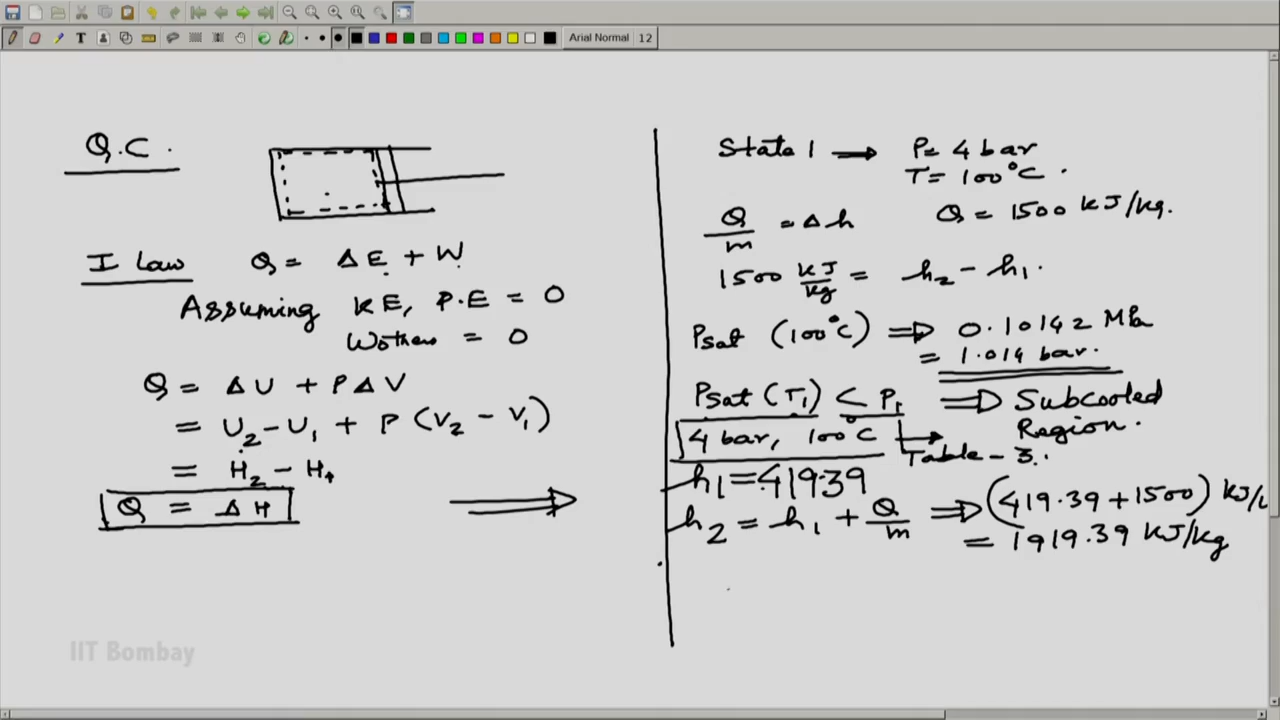 Arial Normal 12
Q.C.
I Law Q = ΔE + W
Assuming KE, P.E = 0
Wothers = 0
Q = ΔU + PΔV
= U2 - U1 + P (V2 - V1)
= H2 - H1
Q = ΔH
State 1 → P= 4 bar
T= 100°C.
Q = 1500 KJ/kg.
Q/m = Δh
1500 KJ/kg = h2 - h1.
Psat (100°C) ⇒ 0.10142 MPa
= 1.014 bar.
Psat (T1) < P1 ⇒ Subcooled Region.
4 bar, 100°C → Table - 3.
h1 = 419.39
h2 = h1 + Q/m ⇒ (419.39 + 1500) KJ/
= 1919.39 KJ/kg
IIT Bombay